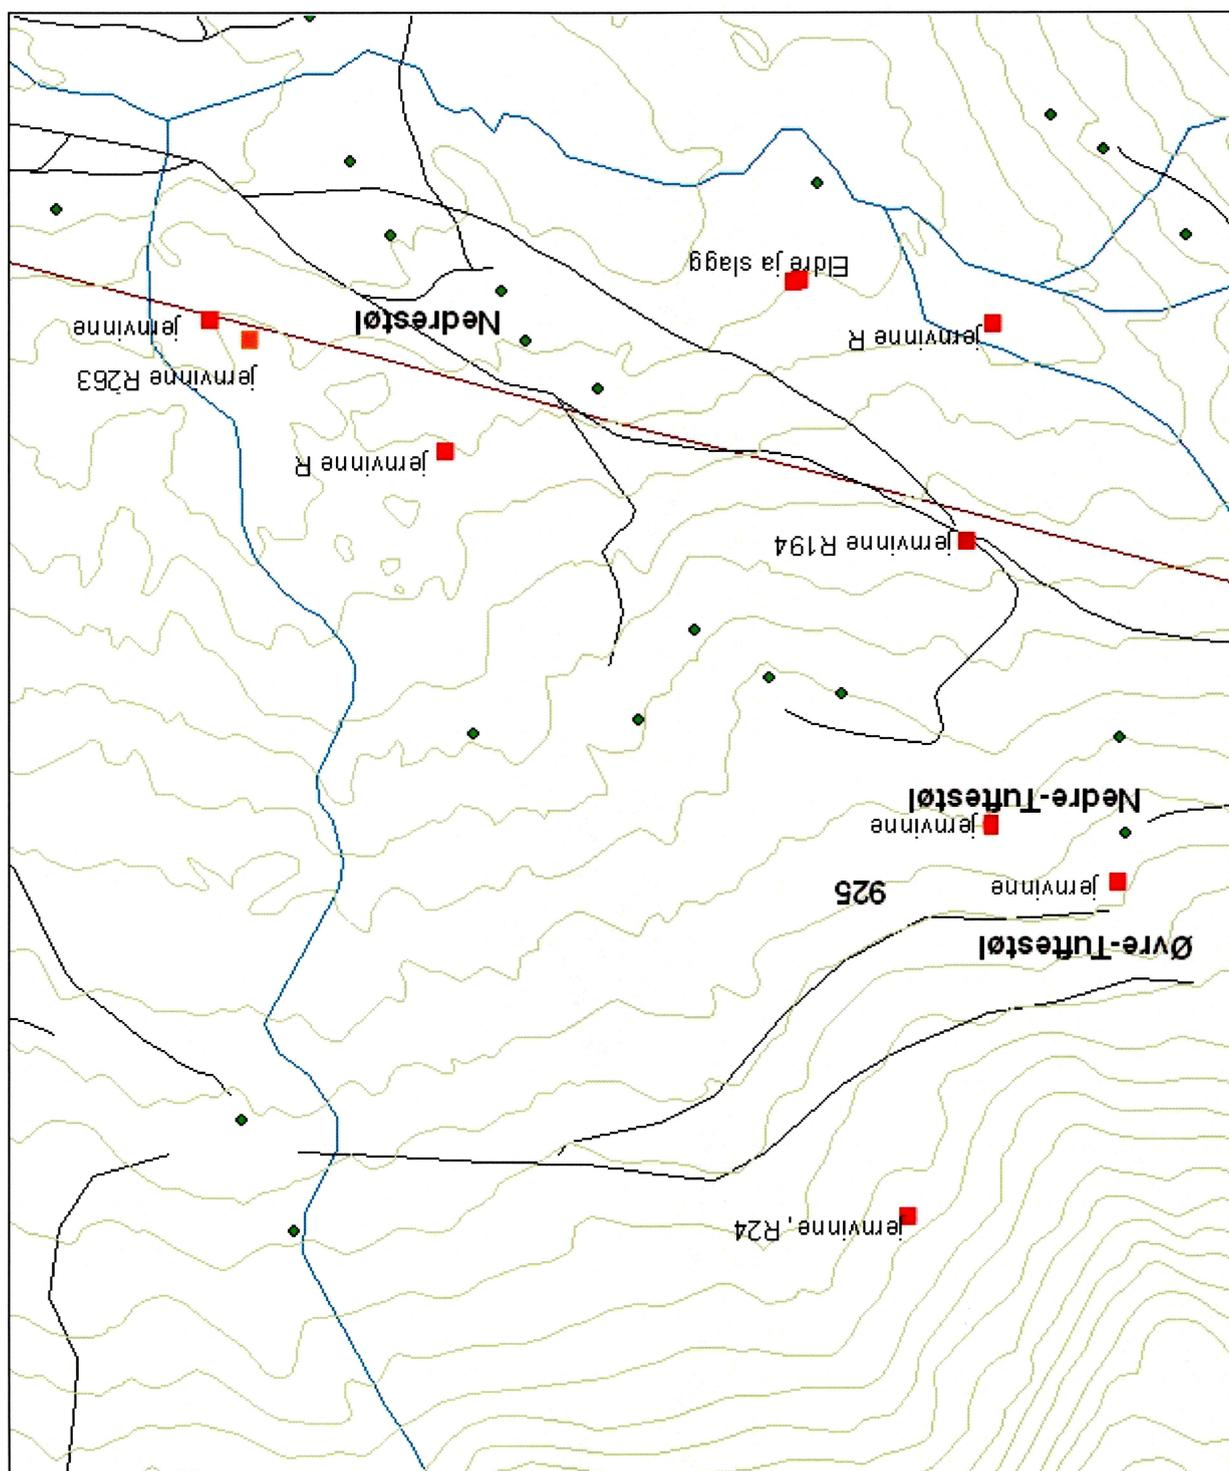 jernvinne, R24
Øvre-Tuftestøl
925
jernvinne
jernvinne
Nedre-Tuftestøl
jernvinne R194
jernvinne R
jernvinne R263
jernvinne
Nedrestøl
jernvinne R
Eldre ja slagg